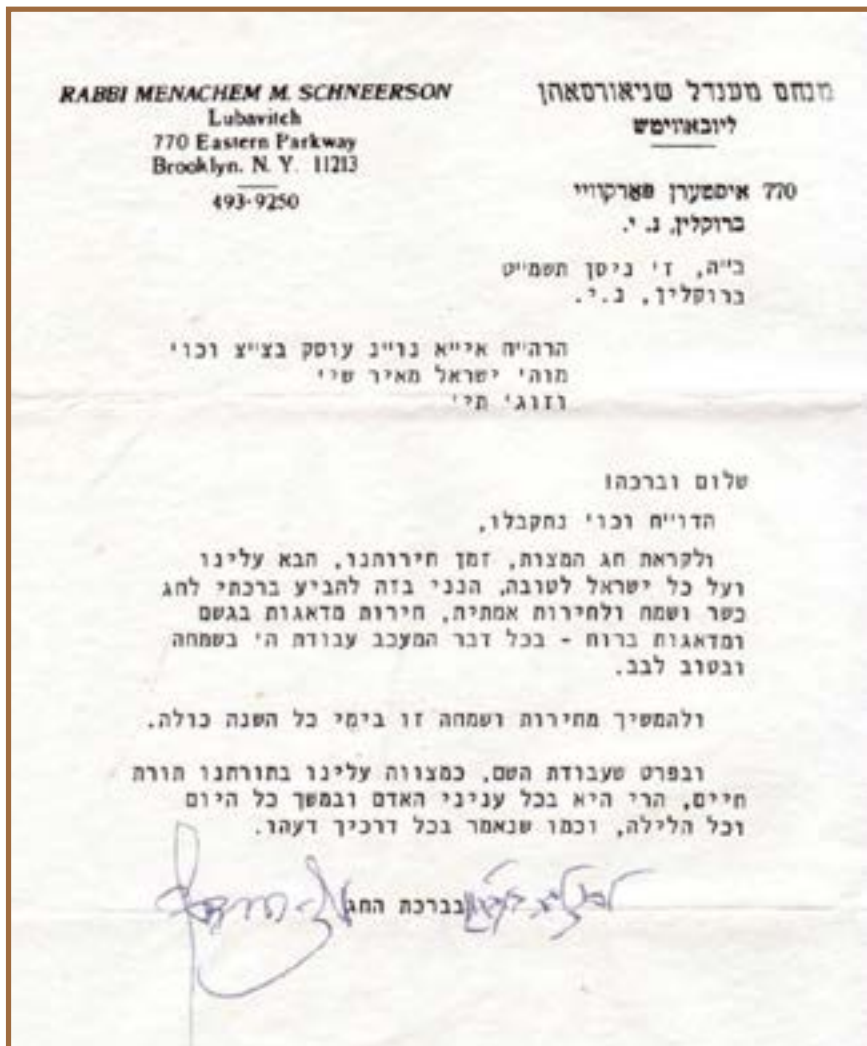 RABBI MENACHEM M. SCHNEERSON
Lubavitch
770 Eastern Parkway
Brooklyn, N. Y. 11213
493-9250
מנחם מענדל שניאורסאהן
ליובאוויטש
770 איסטערן פארקוויי
ברוקלין, נ. י.
ב"ה, ז' ניסן תשמ"ט
ברוקלין, נ.י.
הרה"ח אי"א נו"נ עוסק בצ"צ וכו'
מוה' ישראל מאיר שי'
וזוג' תי'
שלום וברכה!
הדו"ח וכו' נתקבלו,
ולקראת חג המצות, זמן חירותנו, הבא עלינו
ועל כל ישראל לטובה, הנני בזה להביע ברכתי לחג
כשר ושמח ולחירות אמתית, חירות מדאגות בגשם
ומדאגות ברוח - בכל דבר המעכב עבודת ה' בשמחה
ובטוב לבב.
ולהמשיך מחירות ושמחה זו בימי כל השנה כולה.
ובפרט שעבודת השם, כמצווה עלינו בתורתנו תורת
חיים, הרי היא בכל עניני האדם ובמשך כל היום
וכל הלילה, וכמו שנאמר בכל דרכיך דעהו.
בברכת החג